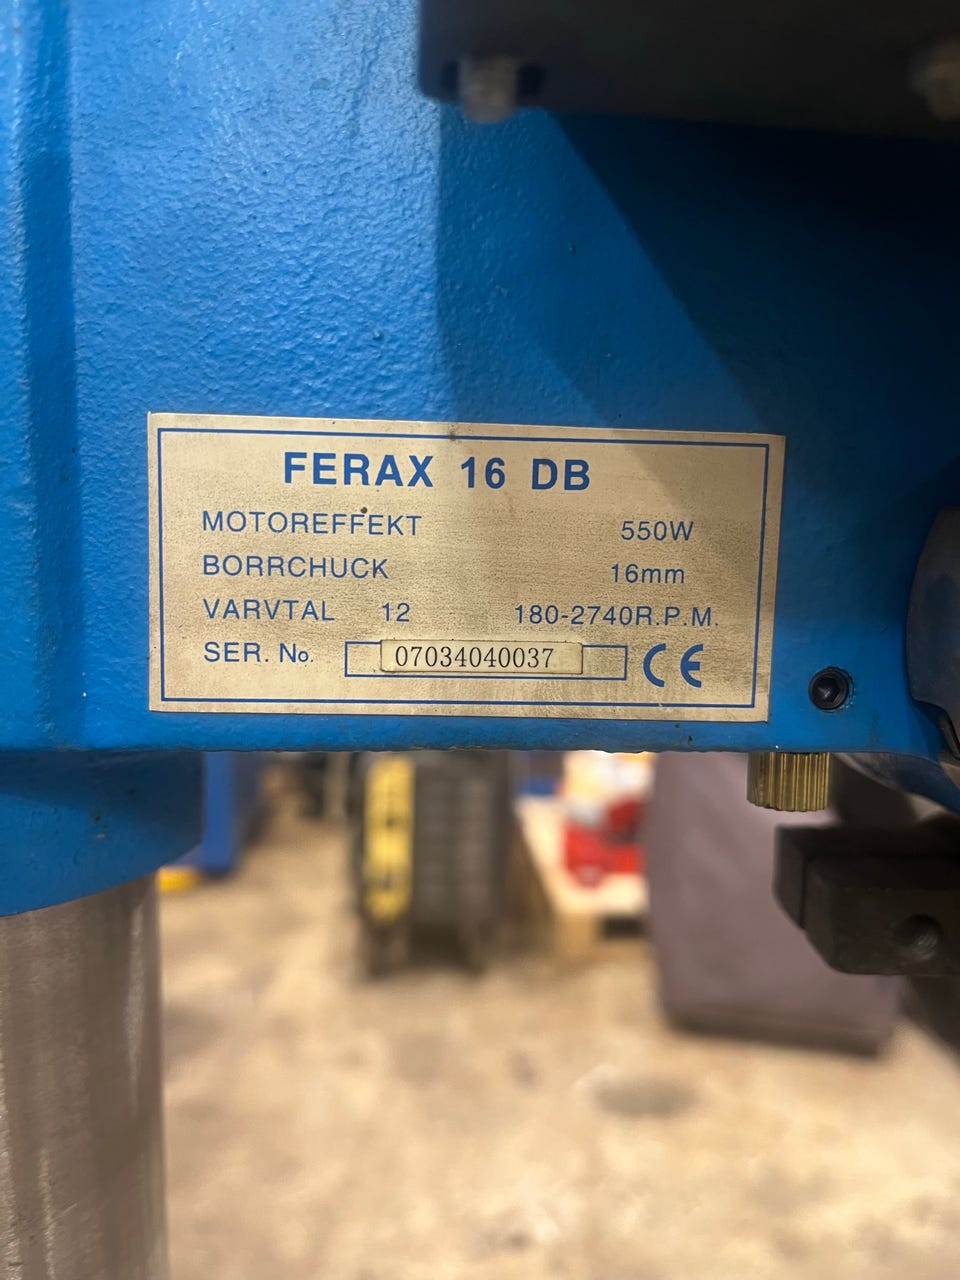 FERAX 16 DB
MOTOREFFEKT 550W
BORRCHUCK 16mm
VARVTAL 12 180-2740R.P.M.
SER. No. 07034040037 CE